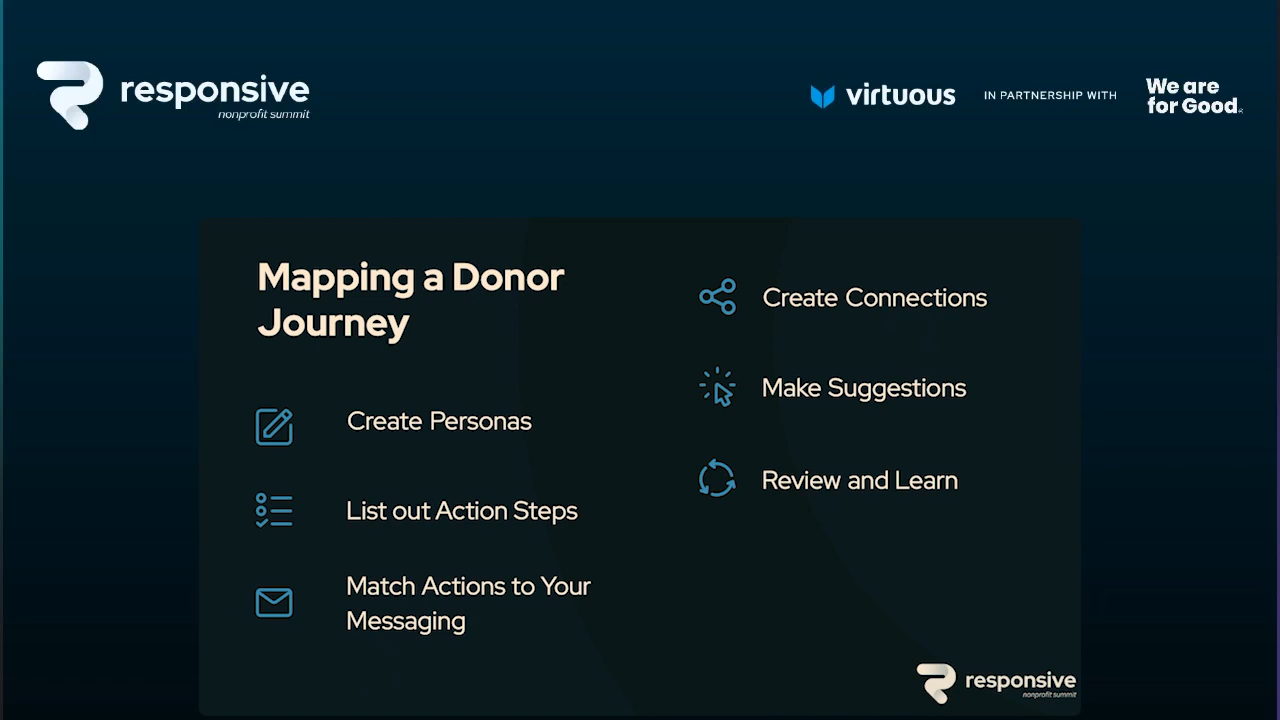 responsive
nonprofit summit
virtuous
IN PARTNERSHIP WITH
We are
for Good.
Mapping a Donor
Journey
Create Personas
List out Action Steps
Match Actions to Your
Messaging
Create Connections
Make Suggestions
Review and Learn
responsive
nonprofit summit